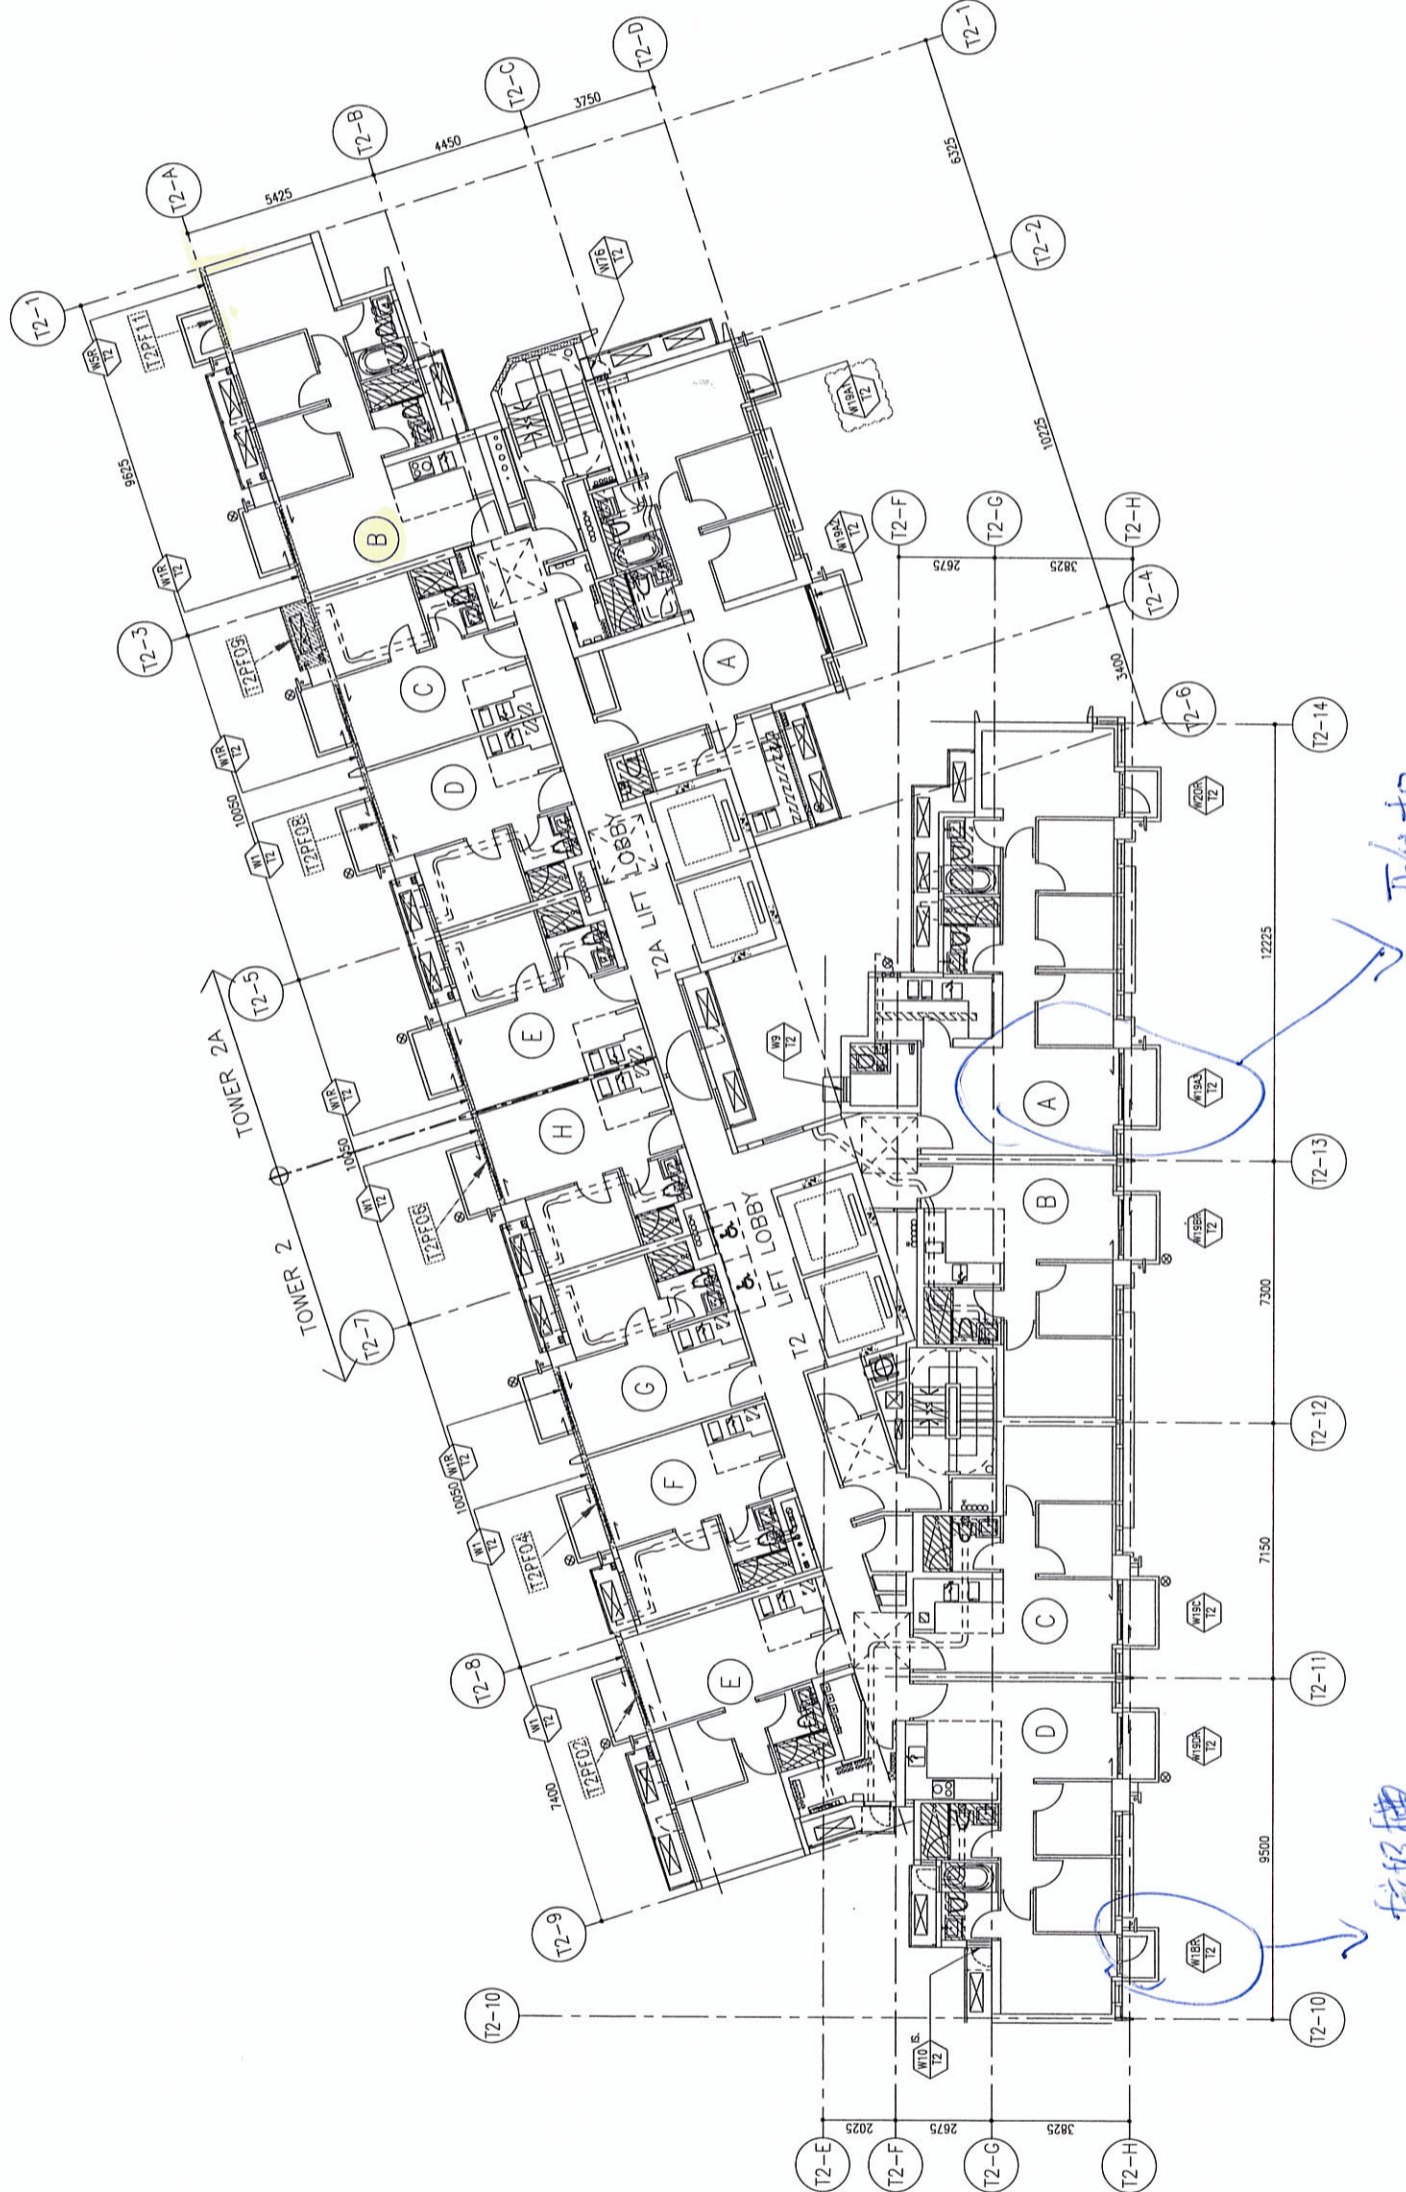 T2-1
T2-A
5425
T2-B
4450
T2-C
3750
T2-D
T2-1
6325
T2-2
10225
T2-4
3400
T2-6
T2-14
W5R
T2
T2PF11
9625
W76
T2
W19A1
T2
W1R
T2
T2-3
T2PF09
B
C
W19A2
T2
A
T2-F
2675
T2-G
3825
T2-H
W1R
T2
10050
W1
T2
T2PF08
D
T2A LIFT LOBBY
W20R
T2
12225
TOWER 2A
T2-5
E
W1R
T2
10050
W9
T2
A
W19A3
T2
TOWER 2
W1
T2
T2PF06
H
T2-13
B
W19BR
T2
T2-7
T2 LIFT LOBBY
7300
G
T2-12
W1R
T2
10050
W1
T2
T2PF04
F
7150
C
W19C
T2
T2-8
E
T2-11
W1
T2
T2PF02
7400
D
W19DR
T2
9500
T2-9
W18R
T2
T2-10
W10
T2
IS.
T2-10
2025
2675
3825
T2-E
T2-F
T2-G
T2-H